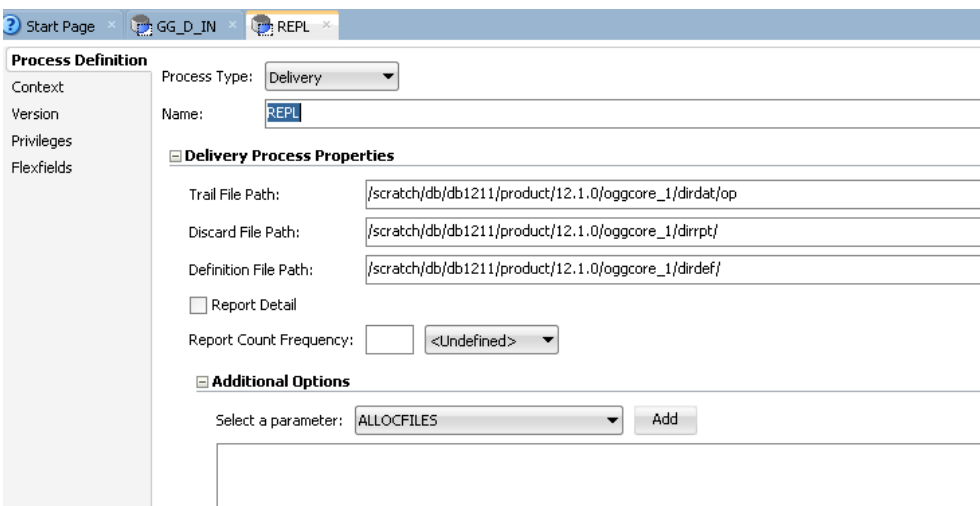 Start Page GG_D_IN REPL
Process Definition
Context
Version
Privileges
Flexfields
Process Type: Delivery
Name: REPL
Delivery Process Properties
Trail File Path: /scratch/db/db1211/product/12.1.0/oggcore_1/dirdat/op
Discard File Path: /scratch/db/db1211/product/12.1.0/oggcore_1/dirrpt/
Definition File Path: /scratch/db/db1211/product/12.1.0/oggcore_1/dirdef/
Report Detail
Report Count Frequency: <Undefined>
Additional Options
Select a parameter: ALLOCFILES Add